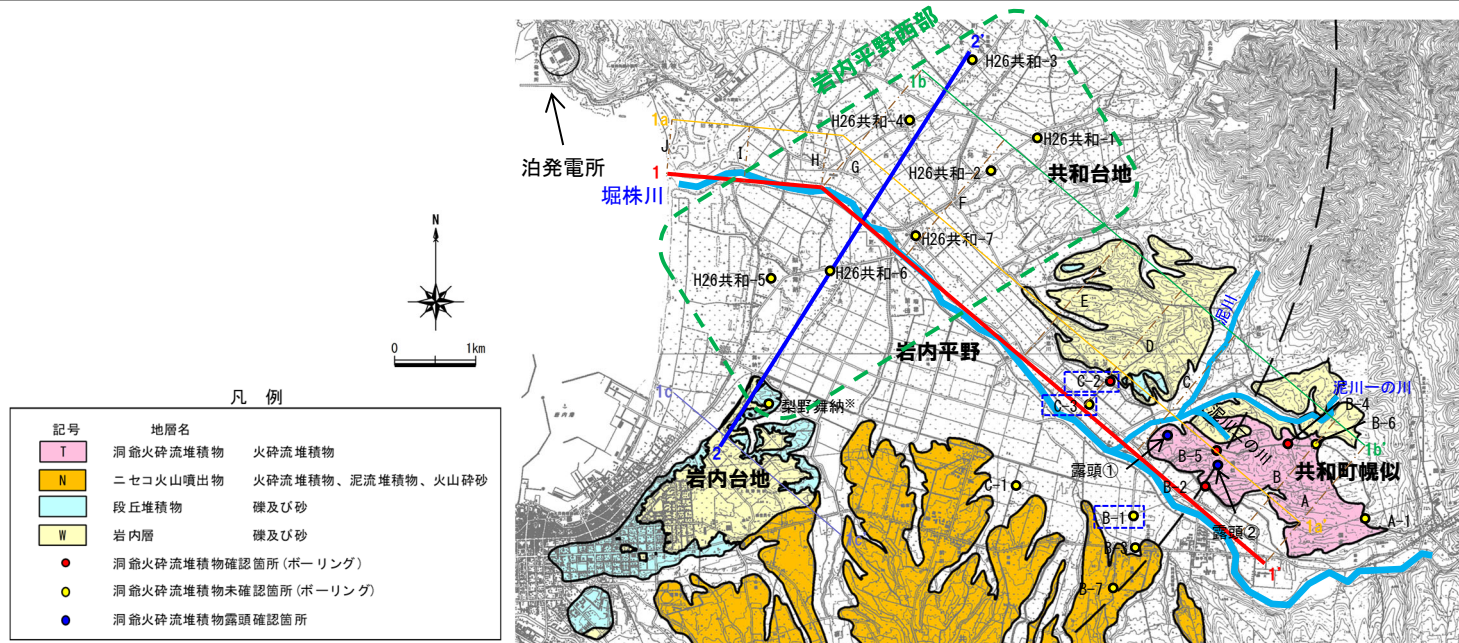 岩内平野西部
2'
H26共和-3
1b
H26共和-4
1a
H26共和-1
J
I
H
G
泊発電所
1
H26共和-2
共和台地
堀株川
F
N
H26共和-7
H26共和-5
H26共和-6
E
泥川
0
1km
岩内平野
D
C-2
C
1c
梨野舞納※
C-3
泥川一の川
凡 例
B-4
泥川一の川
B-6
記号
地層名
2
露頭①
B-5
1b'
岩内台地
共和町幌似
T
洞爺火砕流堆積物
火砕流堆積物
C-1
B-2
B
A
N
ニセコ火山噴出物
火砕流堆積物、泥流堆積物、火山砕砂
B-1
1a'
A-1
段丘堆積物
礫及び砂
露頭②
W
岩内層
礫及び砂
B-3
洞爺火砕流堆積物確認箇所(ボーリング)
1'
洞爺火砕流堆積物未確認箇所(ボーリング)
B-7
洞爺火砕流堆積物露頭確認箇所